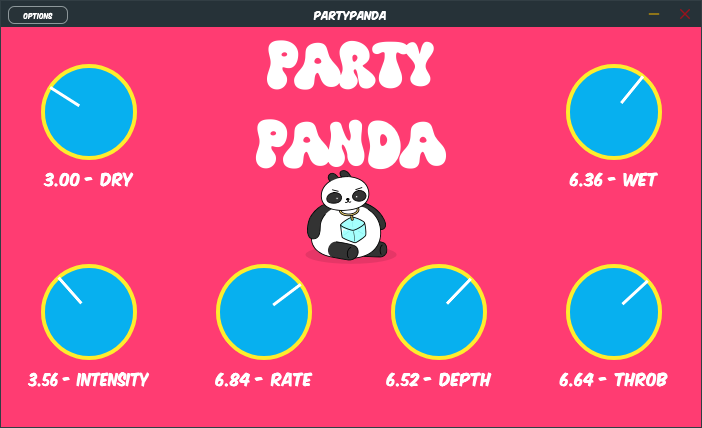 OPTIONS
PARTYPANDA
PARTY
PANDA
3.00 - DRY
6.36 - WET
3.56 - INTENSITY
6.84 - RATE
6.52 - DEPTH
6.64 - THROB